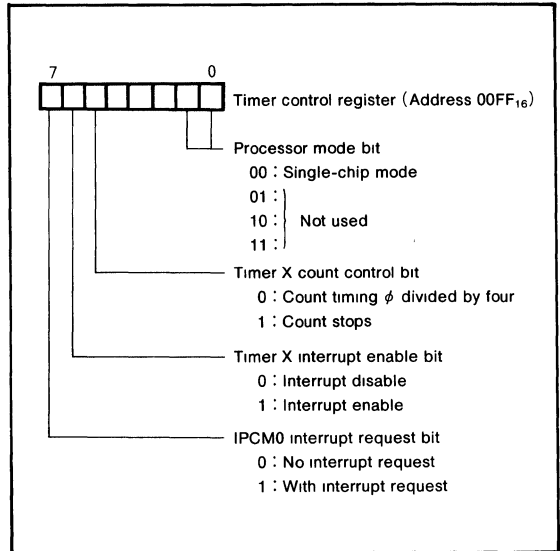 7 0
Timer control register (Address 00FF₁₆)
Processor mode bit
00 : Single-chip mode
01 :
10 : Not used
11 :
Timer X count control bit
0 : Count timing φ divided by four
1 : Count stops
Timer X interrupt enable bit
0 : Interrupt disable
1 : Interrupt enable
IPCM0 interrupt request bit
0 : No interrupt request
1 : With interrupt request